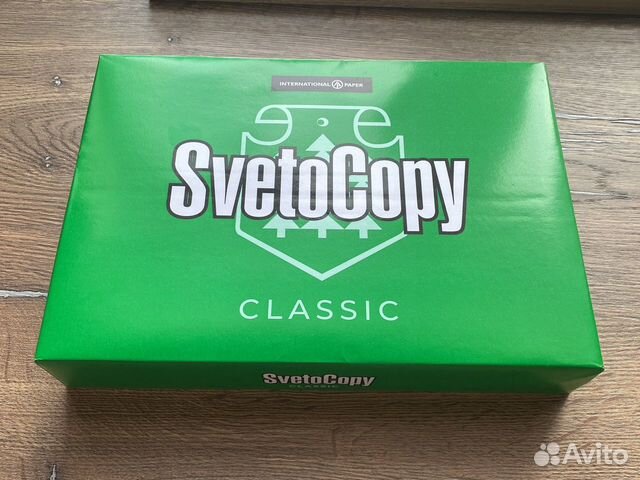 INTERNATIONAL PAPER
SvetoCopy
CLASSIC
SvetoCopy
CLASSIC
Avito